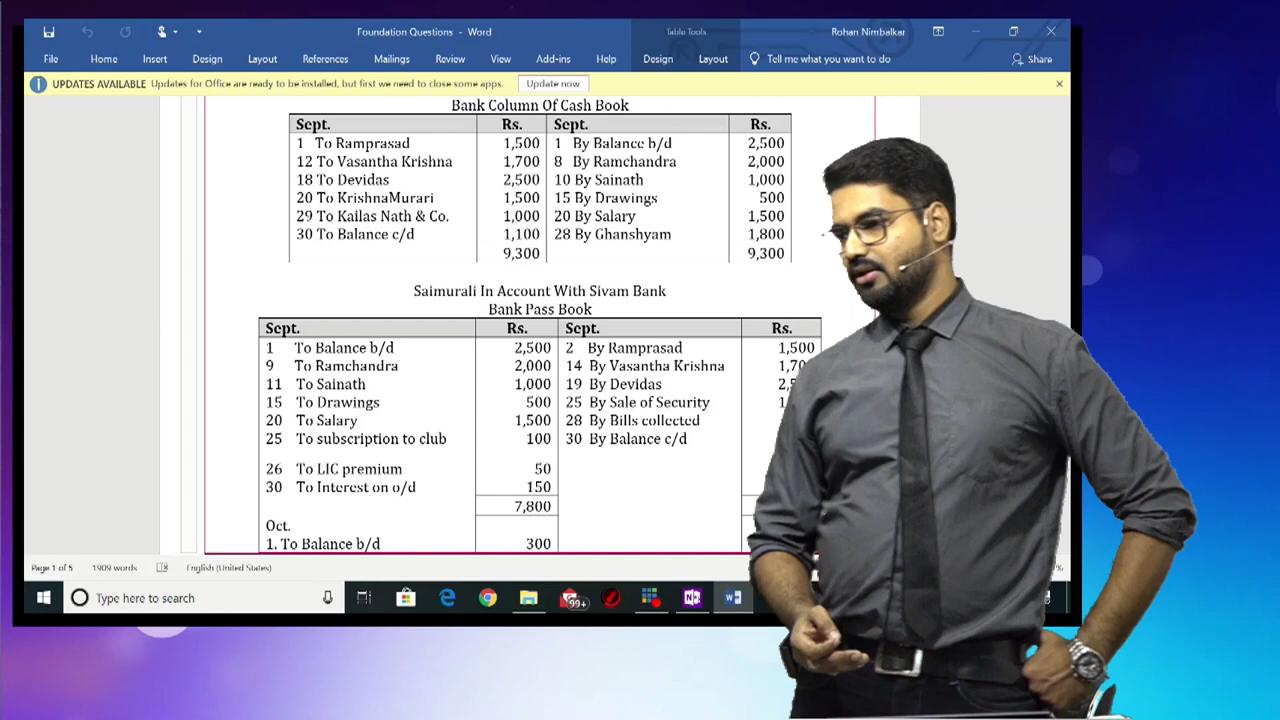 Foundation Questions - Word
Table Tools
Rohan Nimbalkar
File Home Insert Design Layout References Mailings Review View Add-ins Help Design Layout Tell me what you want to do Share
UPDATES AVAILABLE Updates for Office are ready to be installed, but first we need to close some apps. Update now
Bank Column Of Cash Book
Sept. Rs. Sept. Rs.
1 To Ramprasad 1,500 1 By Balance b/d 2,500
12 To Vasantha Krishna 1,700 8 By Ramchandra 2,000
18 To Devidas 2,500 10 By Sainath 1,000
20 To KrishnaMurari 1,500 15 By Drawings 500
29 To Kailas Nath & Co. 1,000 20 By Salary 1,500
30 To Balance c/d 1,100 28 By Ghanshyam 1,800
9,300 9,300
Saimurali In Account With Sivam Bank
Bank Pass Book
Sept. Rs. Sept. Rs.
1 To Balance b/d 2,500 2 By Ramprasad 1,500
9 To Ramchandra 2,000 14 By Vasantha Krishna
11 To Sainath 1,000 19 By Devidas
15 To Drawings 500 25 By Sale of Security
20 To Salary 1,500 28 By Bills collected
25 To subscription to club 100 30 By Balance c/d
26 To LIC premium 50
30 To Interest on o/d 150
7,800
Oct.
1. To Balance b/d 300
Page 1 of 5 1909 words English (United States)
Type here to search
99+